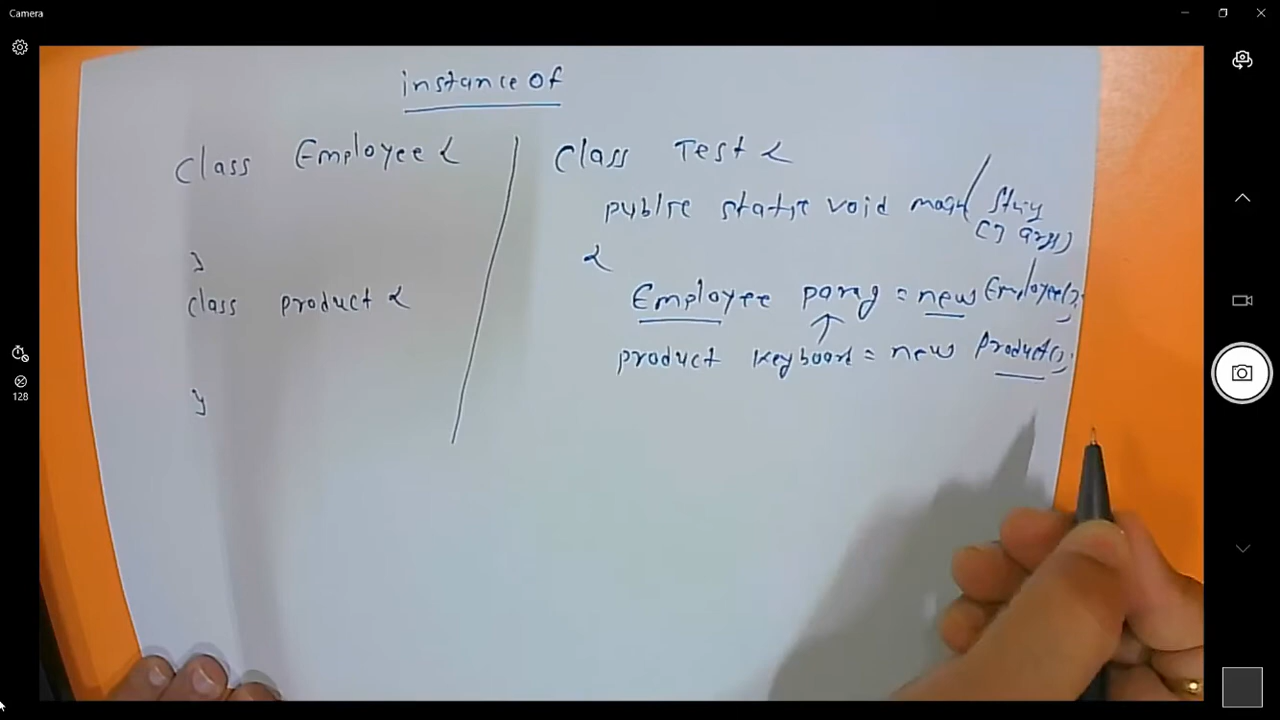 Camera
instance of
class Employee {
}
class product {
}
class Test {
public static void main( String
[] args)
{
Employee parag = new Employee();
product keyboard = new Product();
128